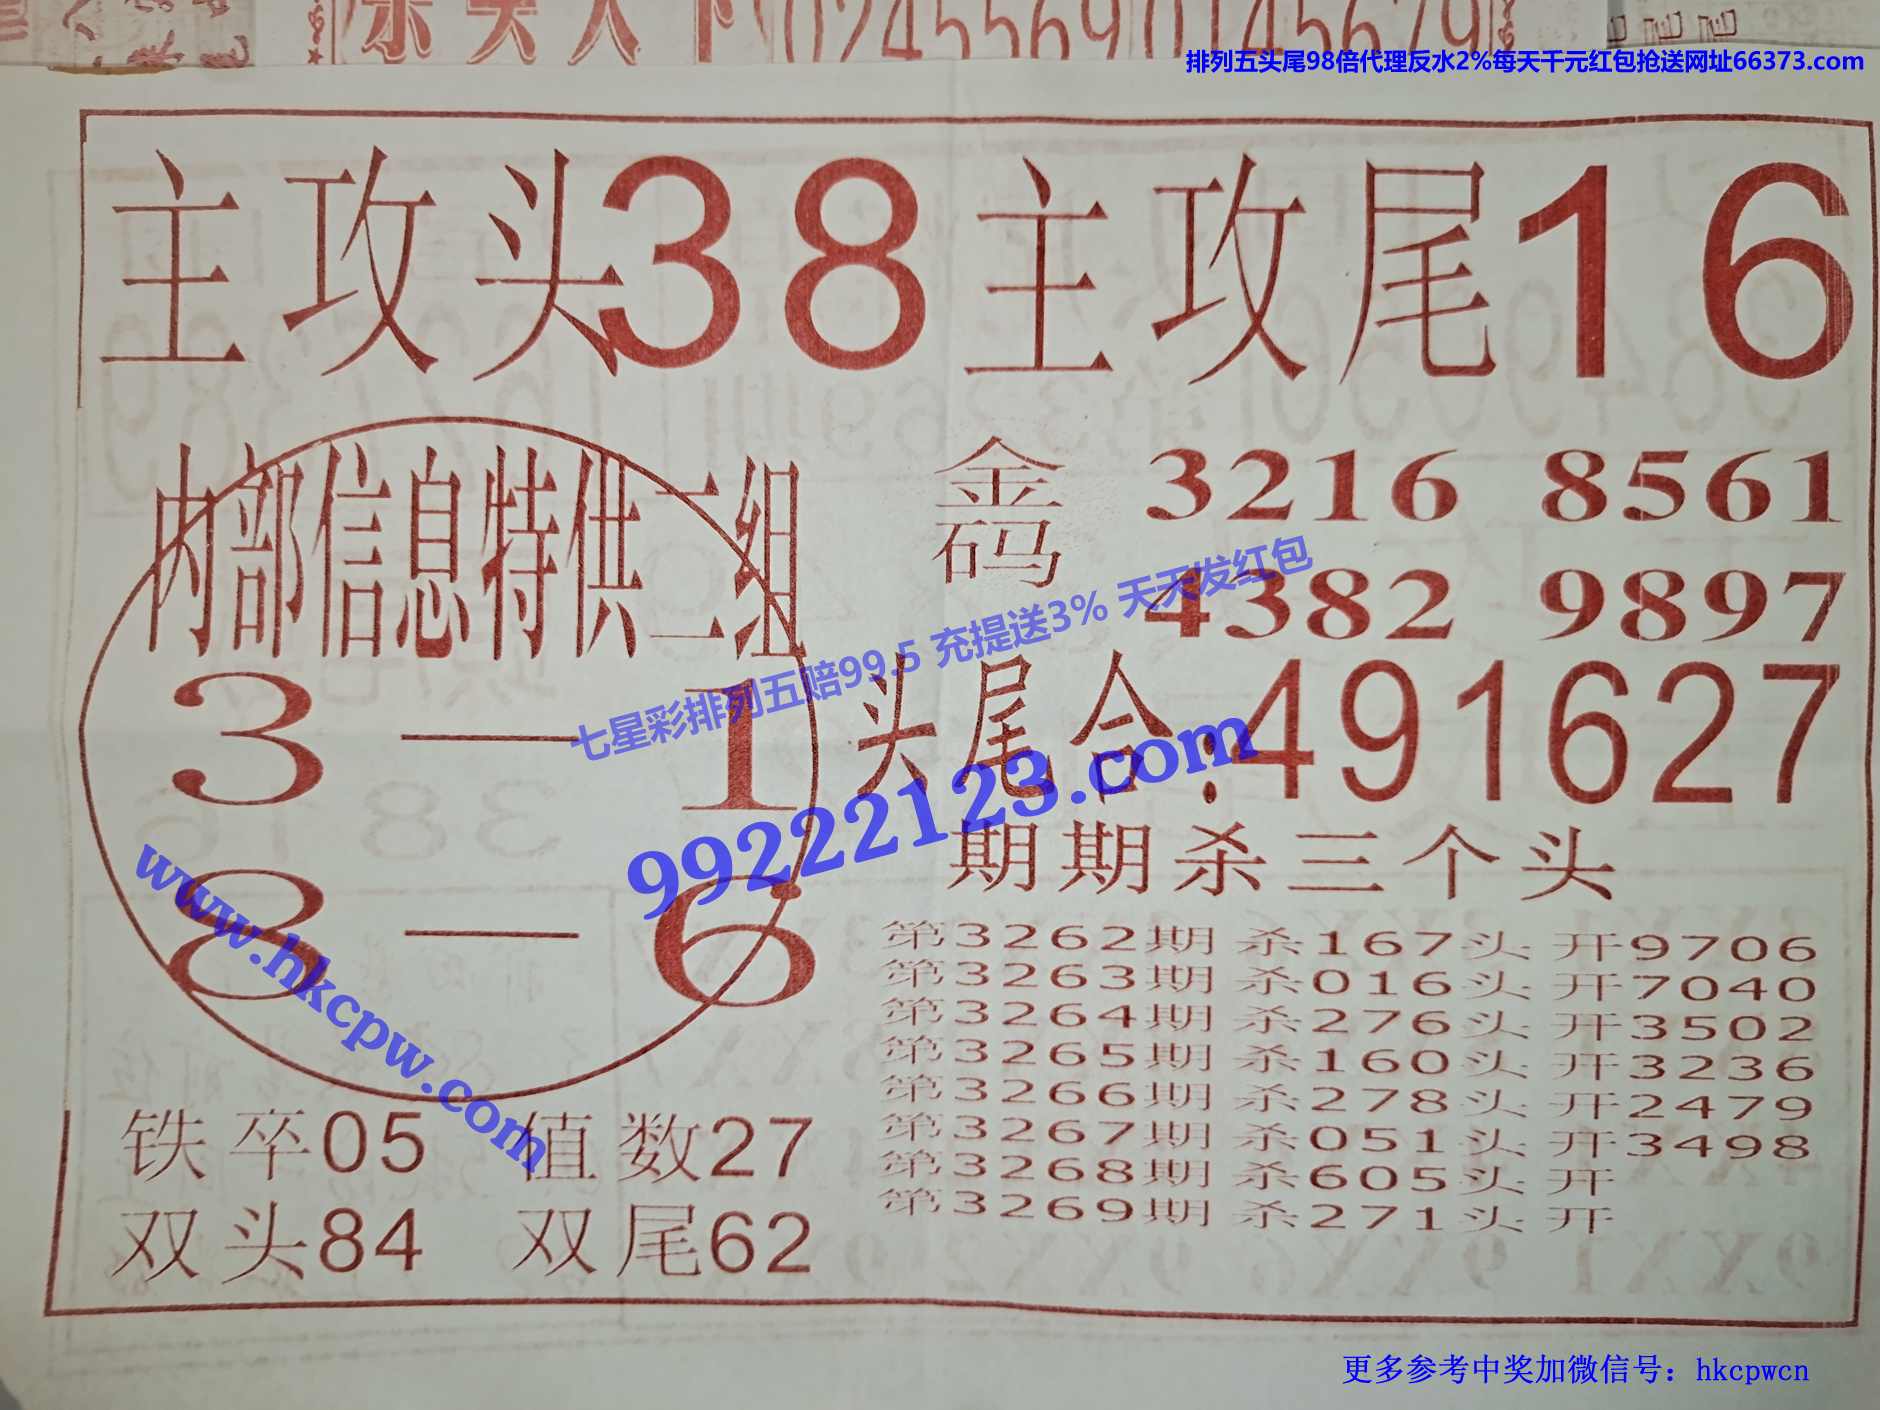 02455690145679
排列五头尾98倍代理反水2%每天千元红包抢送网址66373.com
主攻头38 主攻尾16
内部信息特供二组
3—1
8—6
金码 3216 8561
4382 9897
七星彩排列五赔99.5 充提送3% 天天发红包
99222123.com
头尾合:491627
www.hkcpw.com
期期杀三个头
第3262期 杀167头 开9706
第3263期 杀016头 开7040
第3264期 杀276头 开3502
第3265期 杀160头 开3236
第3266期 杀278头 开2479
第3267期 杀051头 开3498
第3268期 杀605头 开
第3269期 杀271头 开
铁卒05 值数27
双头84 双尾62
更多参考中奖加微信号：hkcpwcn